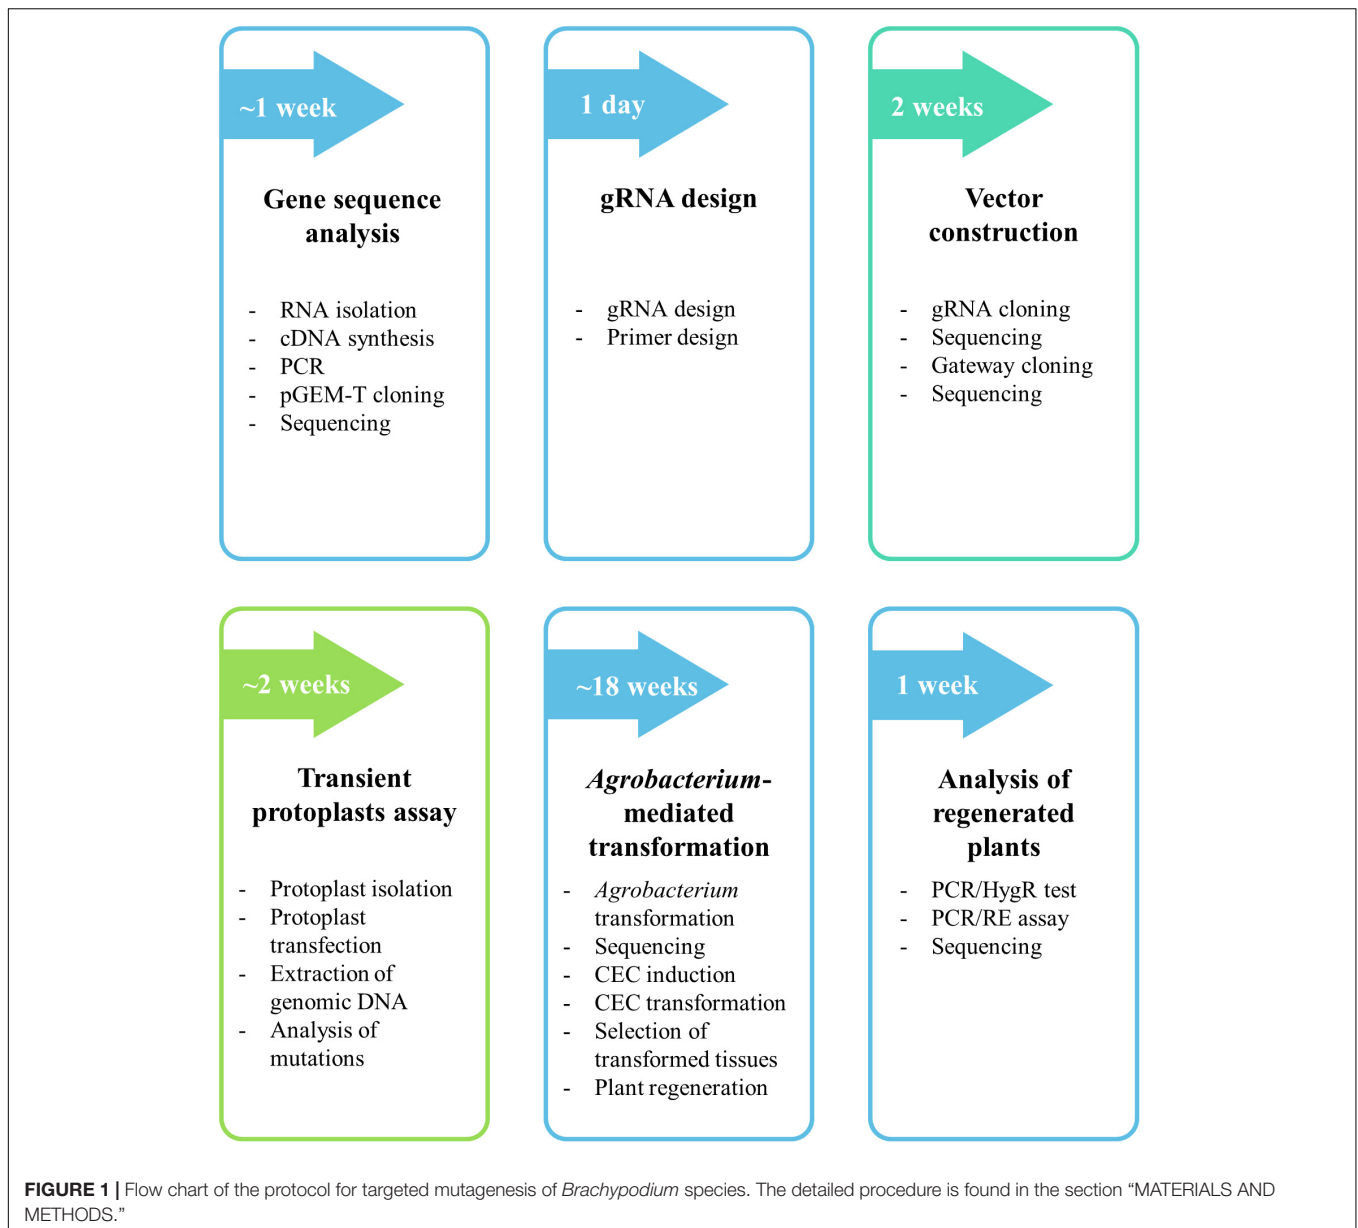 ~1 week
Gene sequence
analysis
- RNA isolation
- cDNA synthesis
- PCR
- pGEM-T cloning
- Sequencing
1 day
gRNA design
- gRNA design
- Primer design
2 weeks
Vector
construction
- gRNA cloning
- Sequencing
- Gateway cloning
- Sequencing
~2 weeks
Transient
protoplasts assay
- Protoplast isolation
- Protoplast
transfection
- Extraction of
genomic DNA
- Analysis of
mutations
~18 weeks
Agrobacterium-
mediated
transformation
- Agrobacterium
transformation
- Sequencing
- CEC induction
- CEC transformation
- Selection of
transformed tissues
- Plant regeneration
1 week
Analysis of
regenerated
plants
- PCR/HygR test
- PCR/RE assay
- Sequencing
FIGURE 1 | Flow chart of the protocol for targeted mutagenesis of Brachypodium species. The detailed procedure is found in the section “MATERIALS AND
METHODS.”